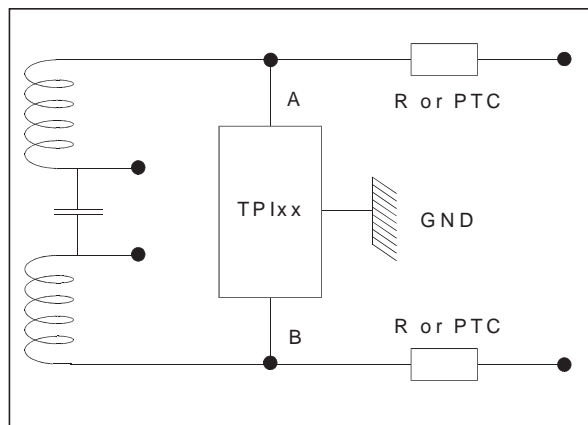 A
R or PTC
TPIxx
GND
B
R or PTC